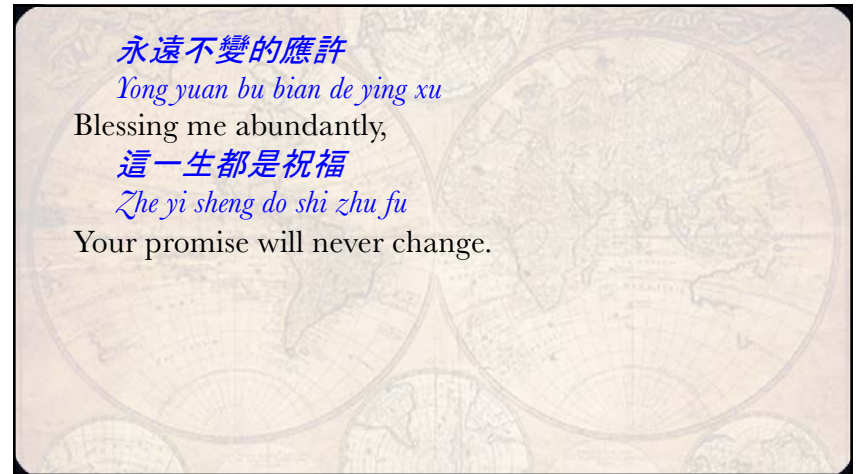 永遠不變的應許
Yong yuan bu bian de ying xu
Blessing me abundantly,
這一生都是祝福
Zhe yi sheng do shi zhu fu
Your promise will never change.